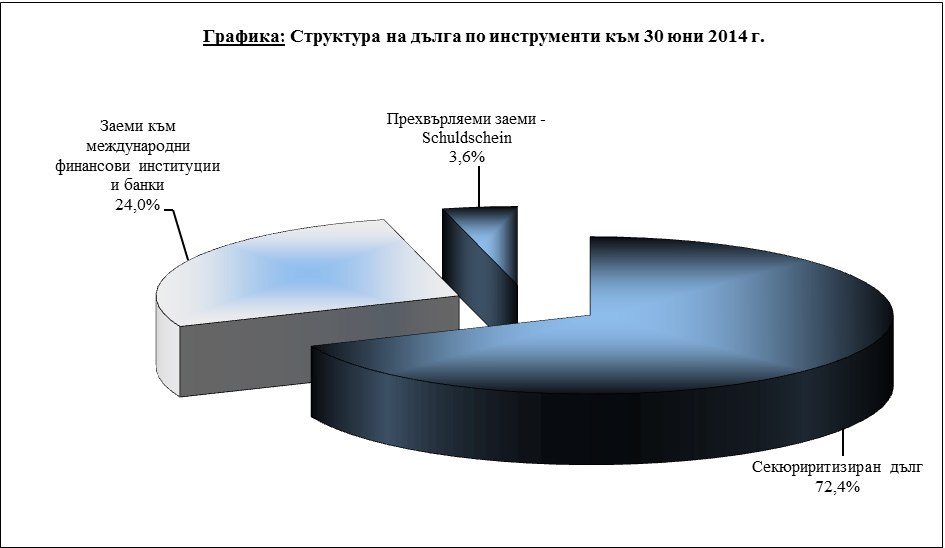 Графика: Структура на дълга по инструменти към 30 юни 2014 г.
Прехвърляеми заеми -
Schuldschein
3,6%
Заеми към
международни
финансови институции
и банки
24,0%
Секюриритизиран дълг
72,4%